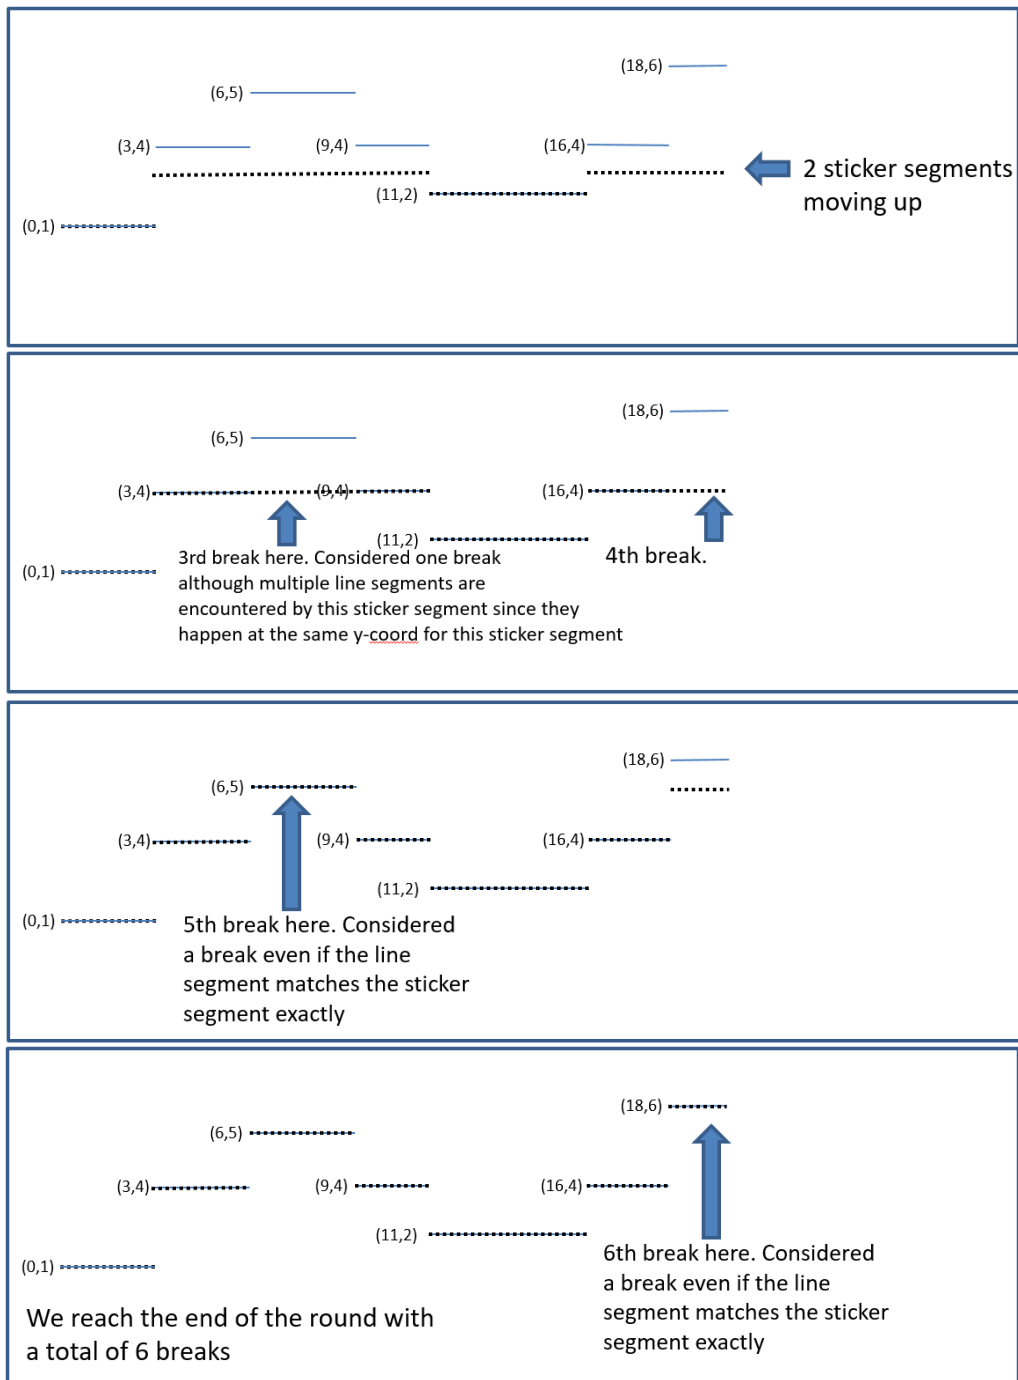 (18,6)
(6,5)
(3,4)
(9,4)
(16,4)
2 sticker segments
moving up
(11,2)
(0,1)
(18,6)
(6,5)
(3,4)
(9,4)
(16,4)
(11,2)
4th break.
3rd break here. Considered one break
although multiple line segments are
encountered by this sticker segment since they
happen at the same y-coord for this sticker segment
(0,1)
(18,6)
(6,5)
(3,4)
(9,4)
(16,4)
(11,2)
(0,1)
5th break here. Considered
a break even if the line
segment matches the sticker
segment exactly
(18,6)
(6,5)
(3,4)
(9,4)
(16,4)
(11,2)
(0,1)
6th break here. Considered
a break even if the line
segment matches the sticker
segment exactly
We reach the end of the round with
a total of 6 breaks